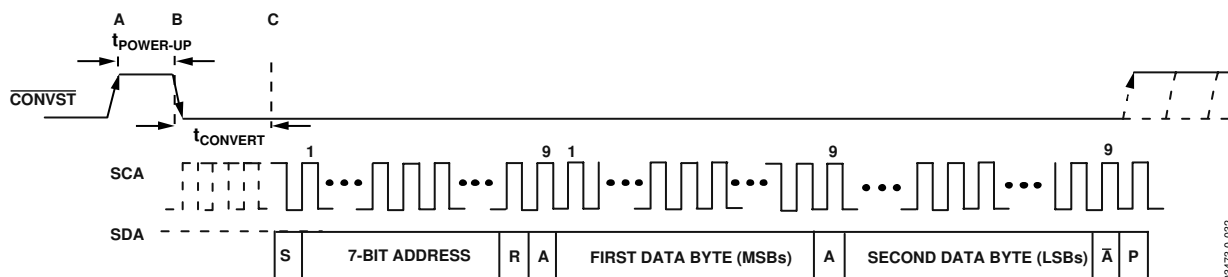 A B C
tPOWER-UP
CONVST
tCONVERT
1 9 1 9 9
SCA
SDA
S 7-BIT ADDRESS R A FIRST DATA BYTE (MSBs) A SECOND DATA BYTE (LSBs) A̅ P